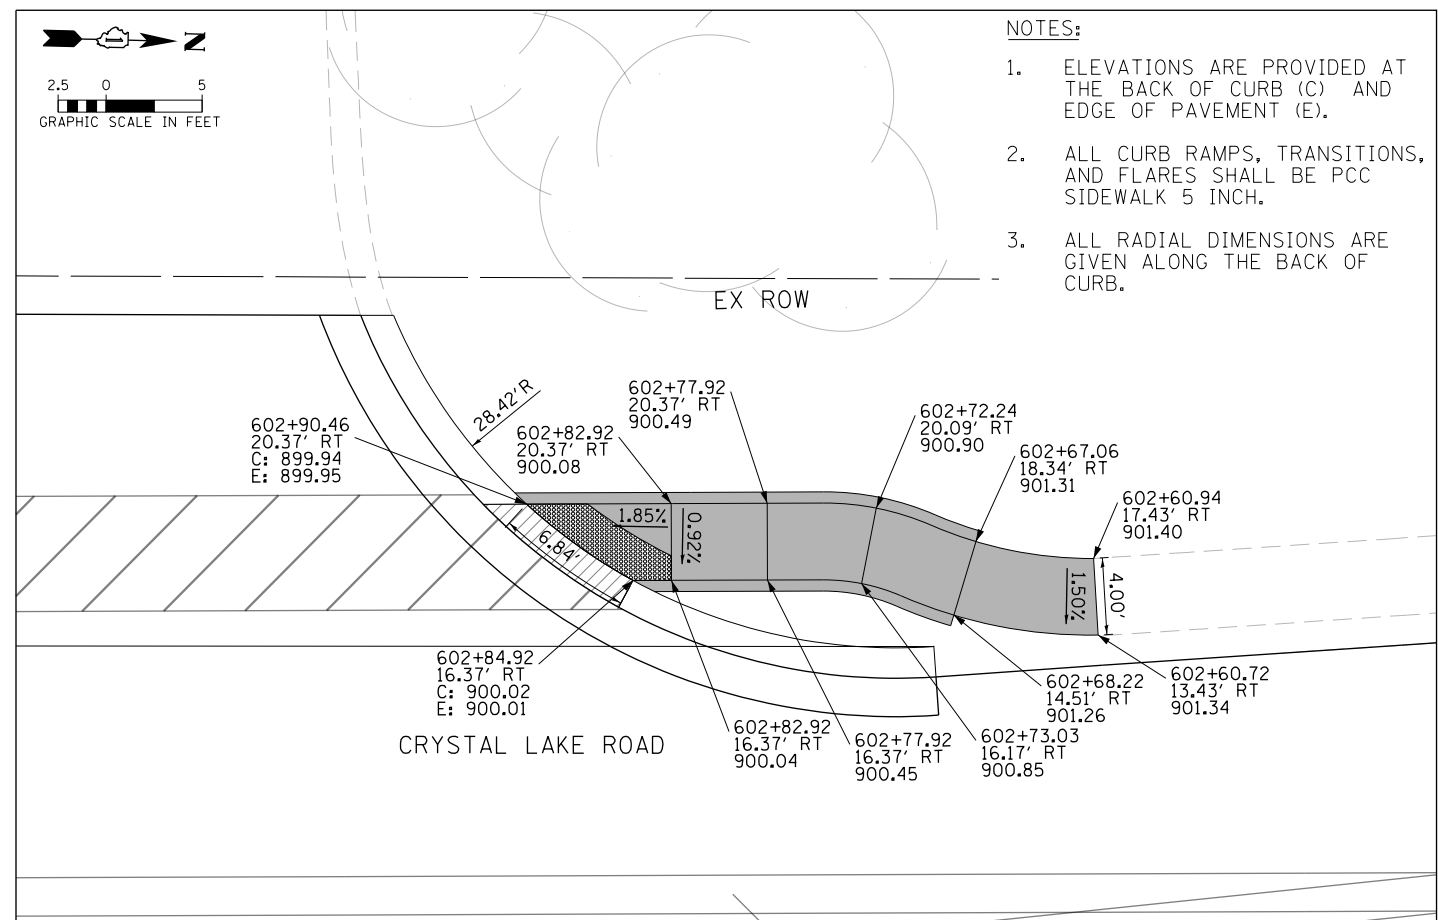 N
2.5 0 5
GRAPHIC SCALE IN FEET
NOTES:
1. ELEVATIONS ARE PROVIDED AT
THE BACK OF CURB (C) AND
EDGE OF PAVEMENT (E).
2. ALL CURB RAMPS, TRANSITIONS,
AND FLARES SHALL BE PCC
SIDEWALK 5 INCH.
3. ALL RADIAL DIMENSIONS ARE
GIVEN ALONG THE BACK OF
CURB.
EX ROW
28.42'R
602+90.46
20.37' RT
C: 899.94
E: 899.95
602+82.92
20.37' RT
900.08
602+77.92
20.37' RT
900.49
602+72.24
20.09' RT
900.90
602+67.06
18.34' RT
901.31
602+60.94
17.43' RT
901.40
1.85%
0.92%
6.84'
1.50%
4.00'
602+84.92
16.37' RT
C: 900.02
E: 900.01
602+82.92
16.37' RT
900.04
602+77.92
16.37' RT
900.45
602+73.03
16.17' RT
900.85
602+68.22
14.51' RT
901.26
602+60.72
13.43' RT
901.34
CRYSTAL LAKE ROAD